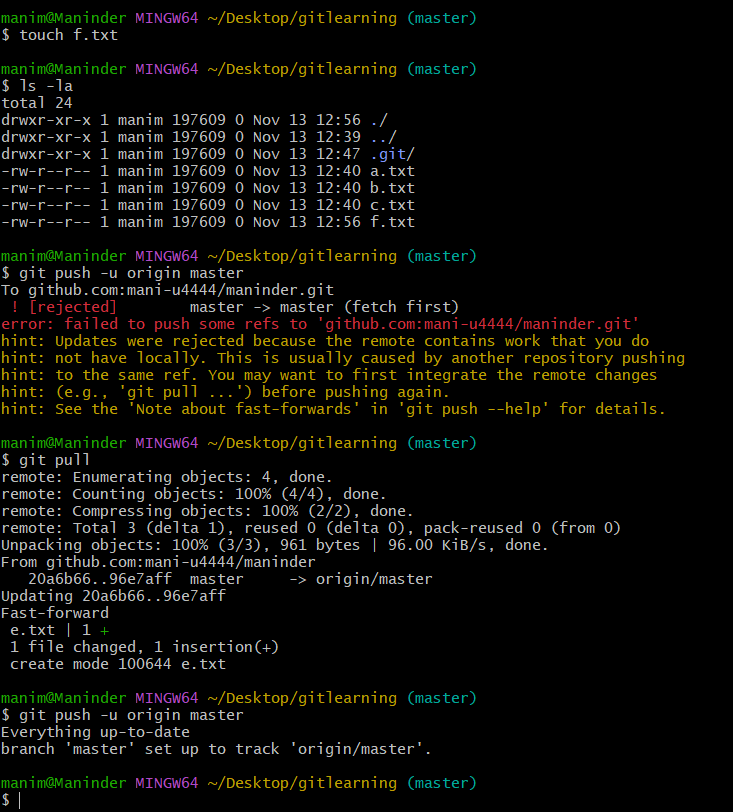 manim@Maninder MINGW64 ~/Desktop/gitlearning (master)
$ touch f.txt

manim@Maninder MINGW64 ~/Desktop/gitlearning (master)
$ ls -la
total 24
drwxr-xr-x 1 manim 197609 0 Nov 13 12:56 ./
drwxr-xr-x 1 manim 197609 0 Nov 13 12:39 ../
drwxr-xr-x 1 manim 197609 0 Nov 13 12:47 .git/
-rw-r--r-- 1 manim 197609 0 Nov 13 12:40 a.txt
-rw-r--r-- 1 manim 197609 0 Nov 13 12:40 b.txt
-rw-r--r-- 1 manim 197609 0 Nov 13 12:40 c.txt
-rw-r--r-- 1 manim 197609 0 Nov 13 12:56 f.txt

manim@Maninder MINGW64 ~/Desktop/gitlearning (master)
$ git push -u origin master
To github.com:mani-u4444/maninder.git
 ! [rejected]        master -> master (fetch first)
error: failed to push some refs to 'github.com:mani-u4444/maninder.git'
hint: Updates were rejected because the remote contains work that you do
hint: not have locally. This is usually caused by another repository pushing
hint: to the same ref. You may want to first integrate the remote changes
hint: (e.g., 'git pull ...') before pushing again.
hint: See the 'Note about fast-forwards' in 'git push --help' for details.

manim@Maninder MINGW64 ~/Desktop/gitlearning (master)
$ git pull
remote: Enumerating objects: 4, done.
remote: Counting objects: 100% (4/4), done.
remote: Compressing objects: 100% (2/2), done.
remote: Total 3 (delta 1), reused 0 (delta 0), pack-reused 0 (from 0)
Unpacking objects: 100% (3/3), 961 bytes | 96.00 KiB/s, done.
From github.com:mani-u4444/maninder
   20a6b66..96e7aff  master     -> origin/master
Updating 20a6b66..96e7aff
Fast-forward
 e.txt | 1 +
 1 file changed, 1 insertion(+)
 create mode 100644 e.txt

manim@Maninder MINGW64 ~/Desktop/gitlearning (master)
$ git push -u origin master
Everything up-to-date
branch 'master' set up to track 'origin/master'.

manim@Maninder MINGW64 ~/Desktop/gitlearning (master)
$